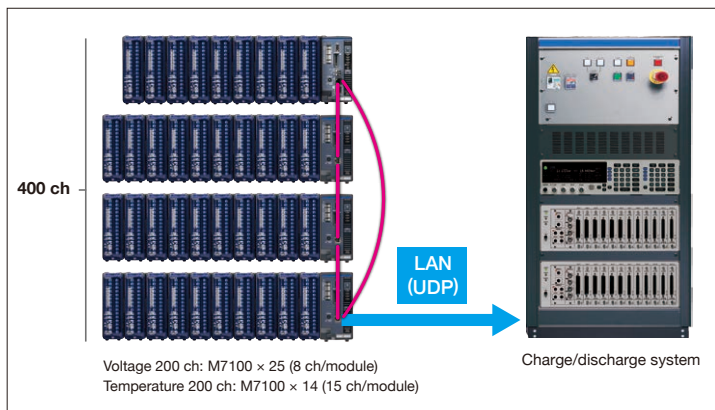 400 ch
LAN
(UDP)
Voltage 200 ch: M7100 × 25 (8 ch/module)
Temperature 200 ch: M7100 × 14 (15 ch/module)
Charge/discharge system